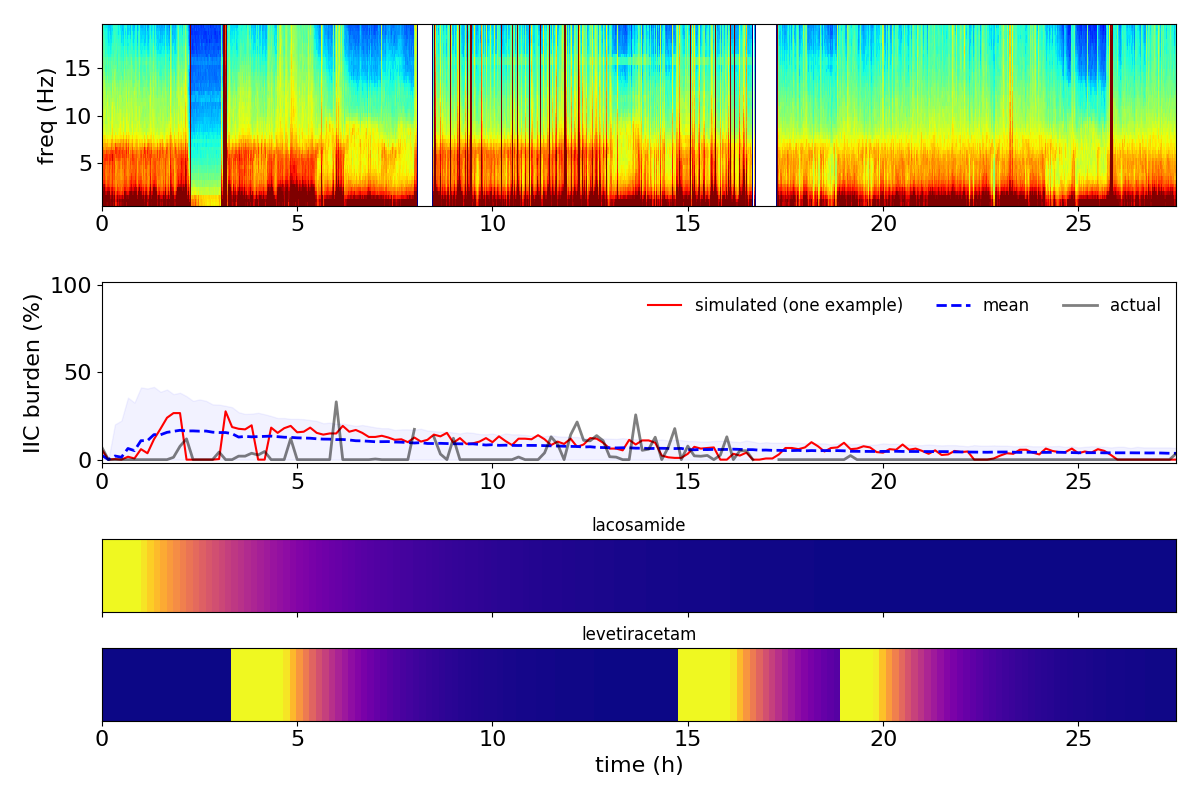 freq (Hz)
15
10
5
0 5 10 15 20 25
IIC burden (%)
100
50
0
simulated (one example) mean actual
0 5 10 15 20 25
lacosamide
levetiracetam
0 5 10 15 20 25
time (h)